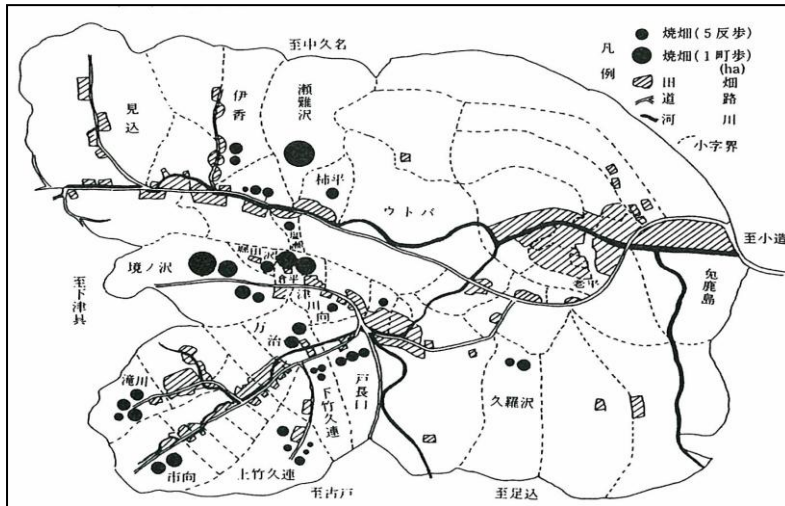 至中久名
凡例
焼畑(5反歩)
焼畑(1町歩)
(ha)
旧畑
道路
河川
小字界
見込
伊香
瀬難沢
柿平
ウトバ
至小道
兎鹿島
老平
境ノ沢
津川向
万治
至下津具
滝川
市向
上竹久連
下竹久連
戸長口
久羅沢
至古戸
至足込